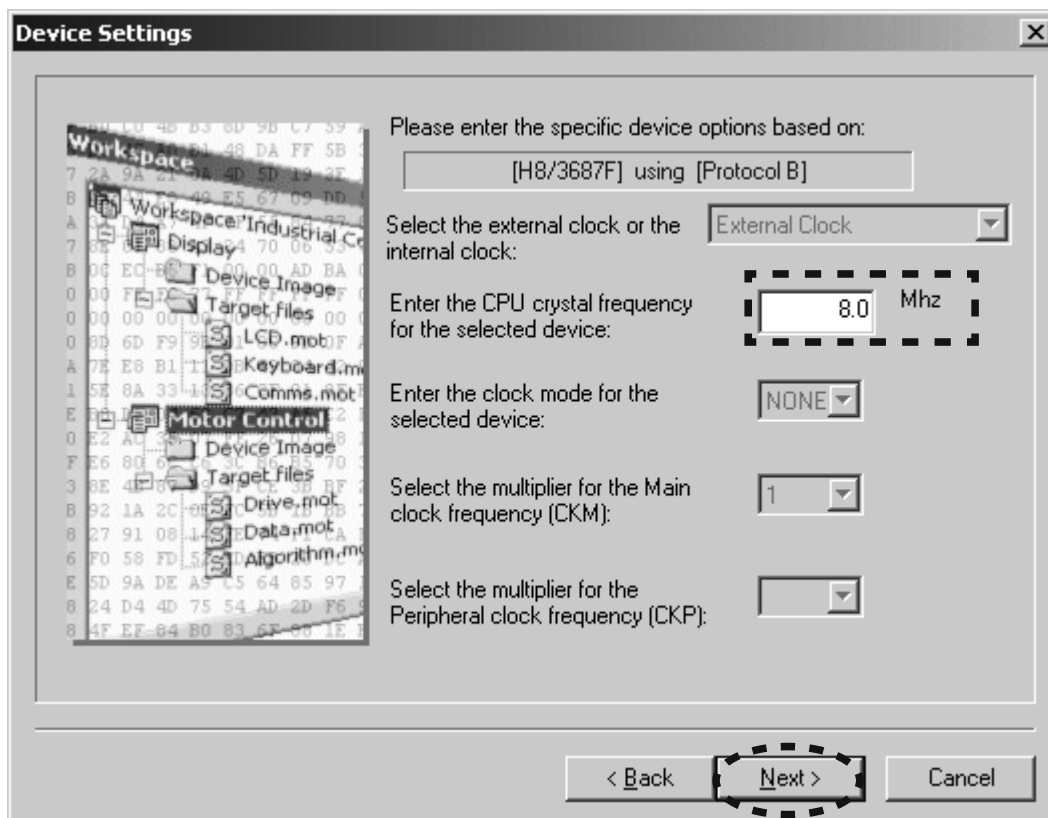 Device Settings
Please enter the specific device options based on:
[H8/3687F] using [Protocol B]
Select the external clock or the
internal clock:
External Clock
Enter the CPU crystal frequency
for the selected device:
8.0
Mhz
Enter the clock mode for the
selected device:
NONE
Select the multiplier for the Main
clock frequency (CKM):
1
Select the multiplier for the
Peripheral clock frequency (CKP):
Workspace
Workspace 'Industrial Co
Display
Device Image
Target files
LCD.mot
Keyboard.m
Comms.mot
Motor Control
Device Image
Target files
Drive.mot
Data.mot
Algorithm.mo
< Back
Next >
Cancel